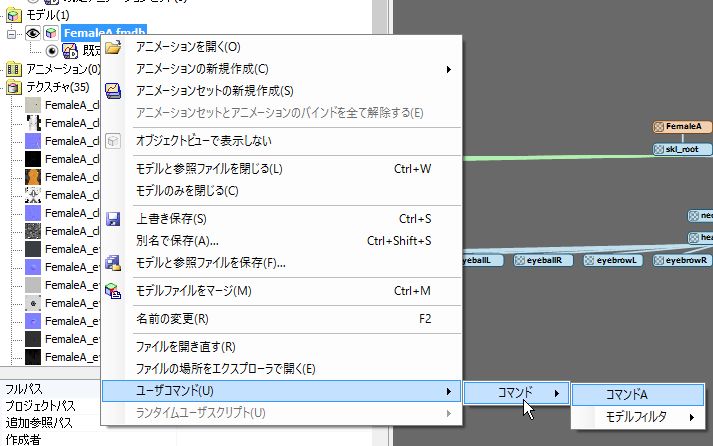 モデル(1)
FemaleA.fmdb
既定
アニメーション(0)
テクスチャ(35)
FemaleA_cl
FemaleA_cl
FemaleA_cl
FemaleA_cl
FemaleA_cl
FemaleA_cl
FemaleA_cl
FemaleA_cl
FemaleA_e
FemaleA_e
FemaleA_e
FemaleA_e
FemaleA_e
FemaleA_e
フルパス
プロジェクトパス
追加参照パス
作成者
アニメーションを開く(O)
アニメーションの新規作成(C)
アニメーションセットの新規作成(S)
アニメーションセットとアニメーションのバインドを全て解除する(E)
オブジェクトビューで表示しない
モデルと参照ファイルを閉じる(L) Ctrl+W
モデルのみを閉じる(C)
上書き保存(S) Ctrl+S
別名で保存(A)... Ctrl+Shift+S
モデルと参照ファイルを保存(F)...
モデルファイルをマージ(M) Ctrl+M
名前の変更(R) F2
ファイルを開き直す(R)
ファイルの場所をエクスプローラで開く(E)
ユーザコマンド(U)
ランタイムユーザスクリプト(U)
コマンド
コマンドA
モデルフィルタ
FemaleA
skl_root
nec
hea
eyeballL
eyeballR
eyebrowL
eyebrowR